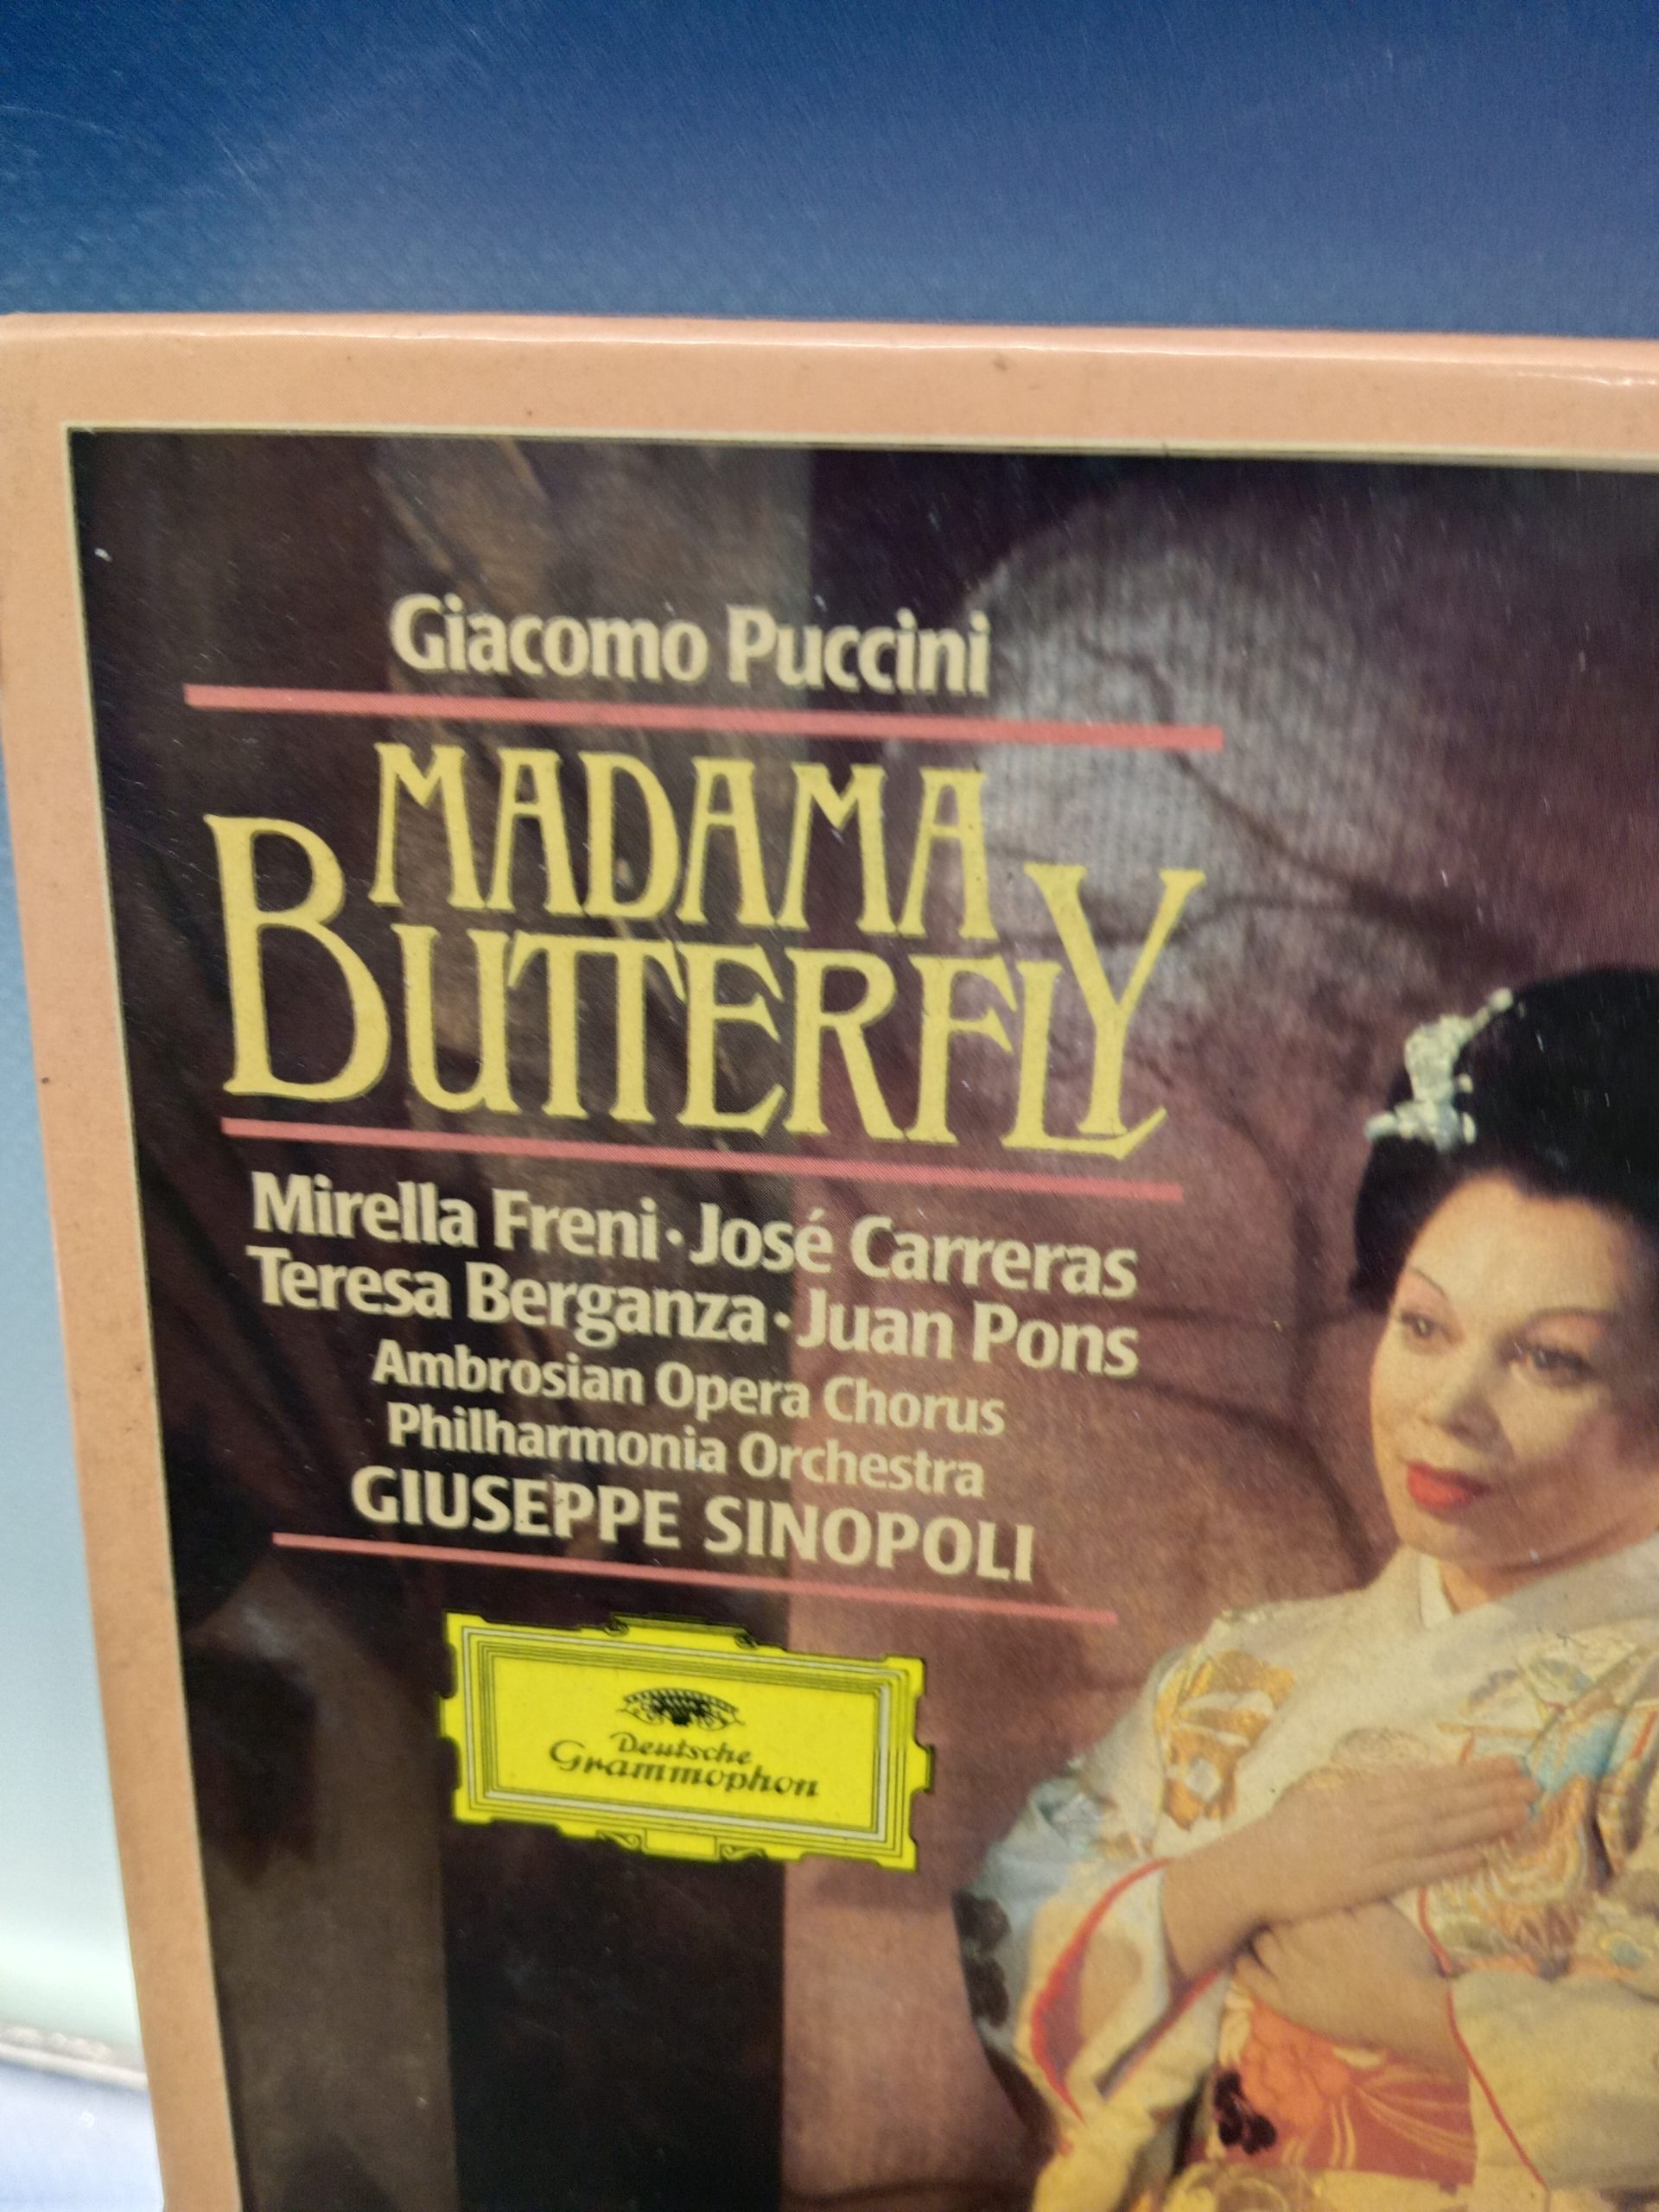 Giacomo Puccini
MADAMA
BUTTERFLY
Mirella Freni · José Carreras
Teresa Berganza · Juan Pons
Ambrosian Opera Chorus
Philharmonia Orchestra
GIUSEPPE SINOPOLI
Deutsche
Grammophon